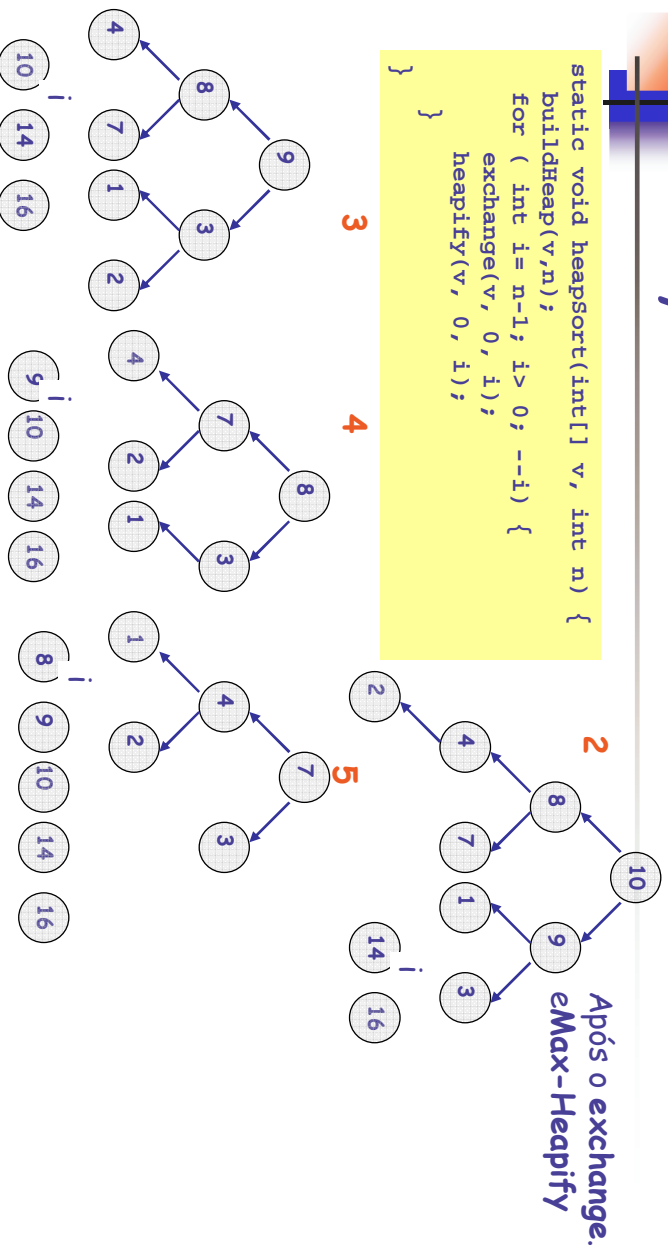 static void heapSort(int[] v, int n) {
buildHeap(v,n);
for ( int i= n-1; i> 0; --i) {
exchange(v, 0, i);
heapify(v, 0, i);
}
}
Após o exchange.
eMax-Heapify
2
10
8 9
4 7 1 3
2
i
14 16
3
9
8 3
4 7 1 2
i
10 14 16
4
8
7 3
4 2 1
i
9 10 14 16
5
7
4 3
1 2
i
8 9 10 14 16